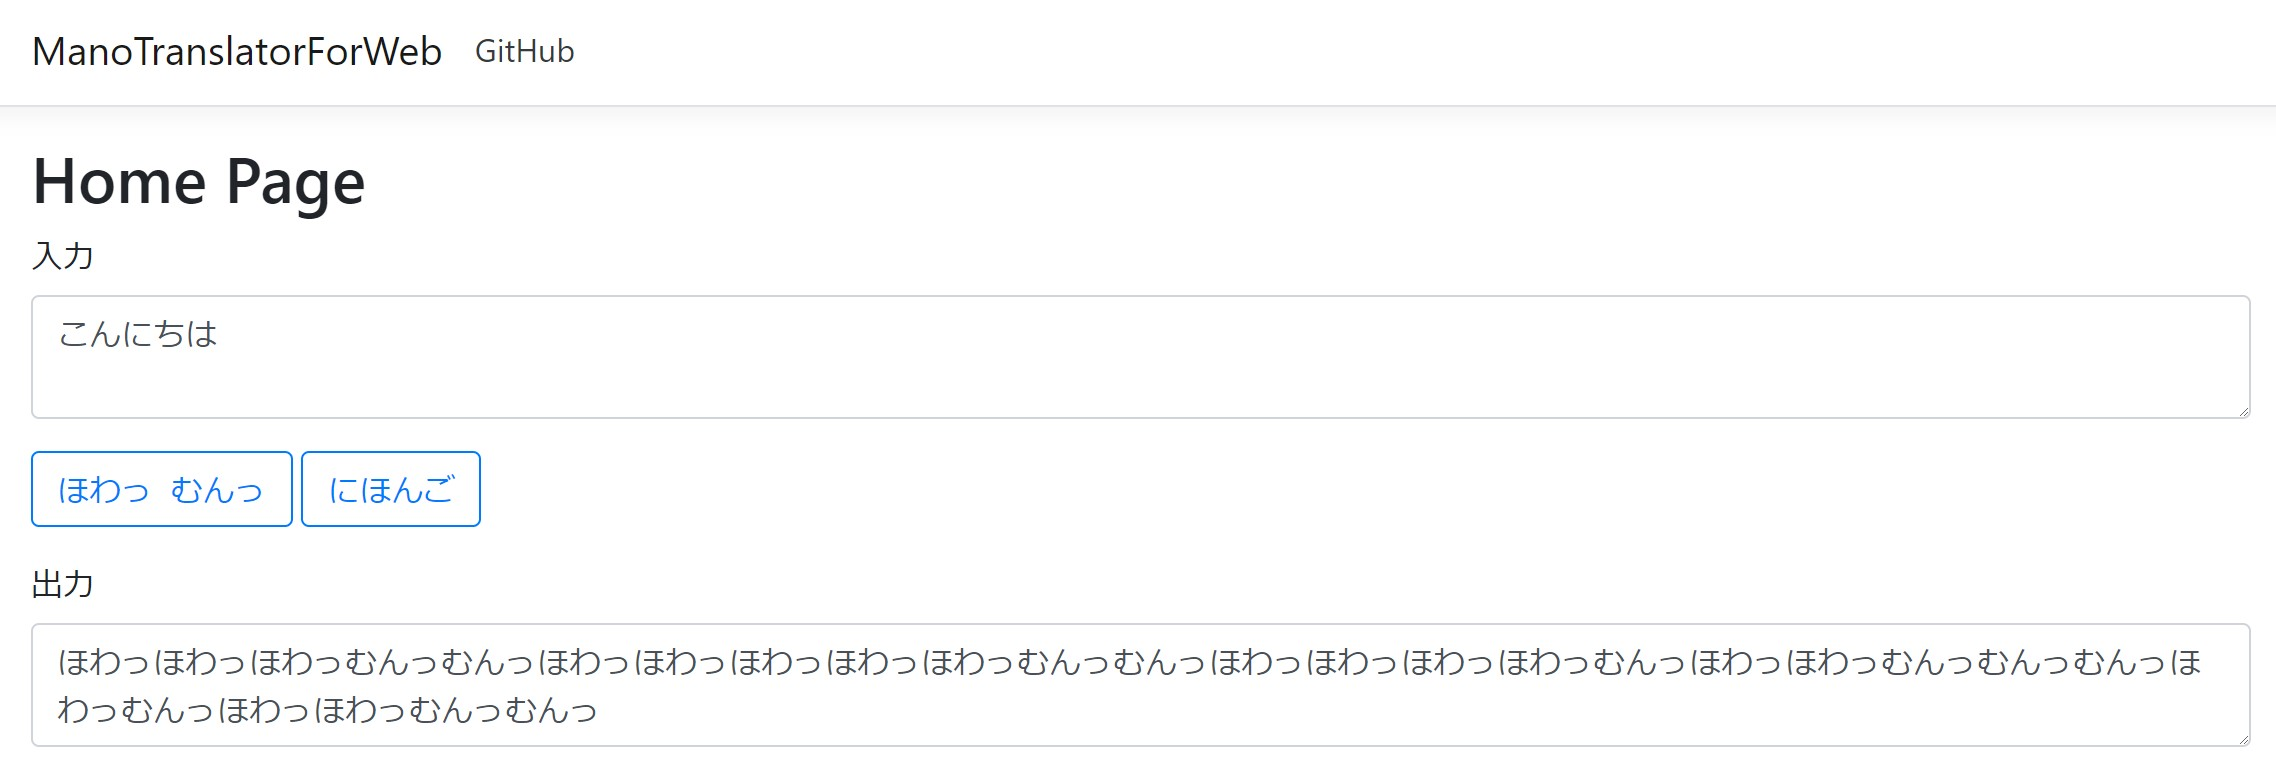 ManoTranslatorForWeb GitHub
Home Page
入力
こんにちは
ほわっ むんっ にほんご
出力
ほわっほわっほわっむんっむんっほわっほわっほわっほわっほわっむんっむんっほわっほわっほわっほわっむんっほわっほわっむんっむんっむんっほ
わっむんっほわっほわっむんっむんっ